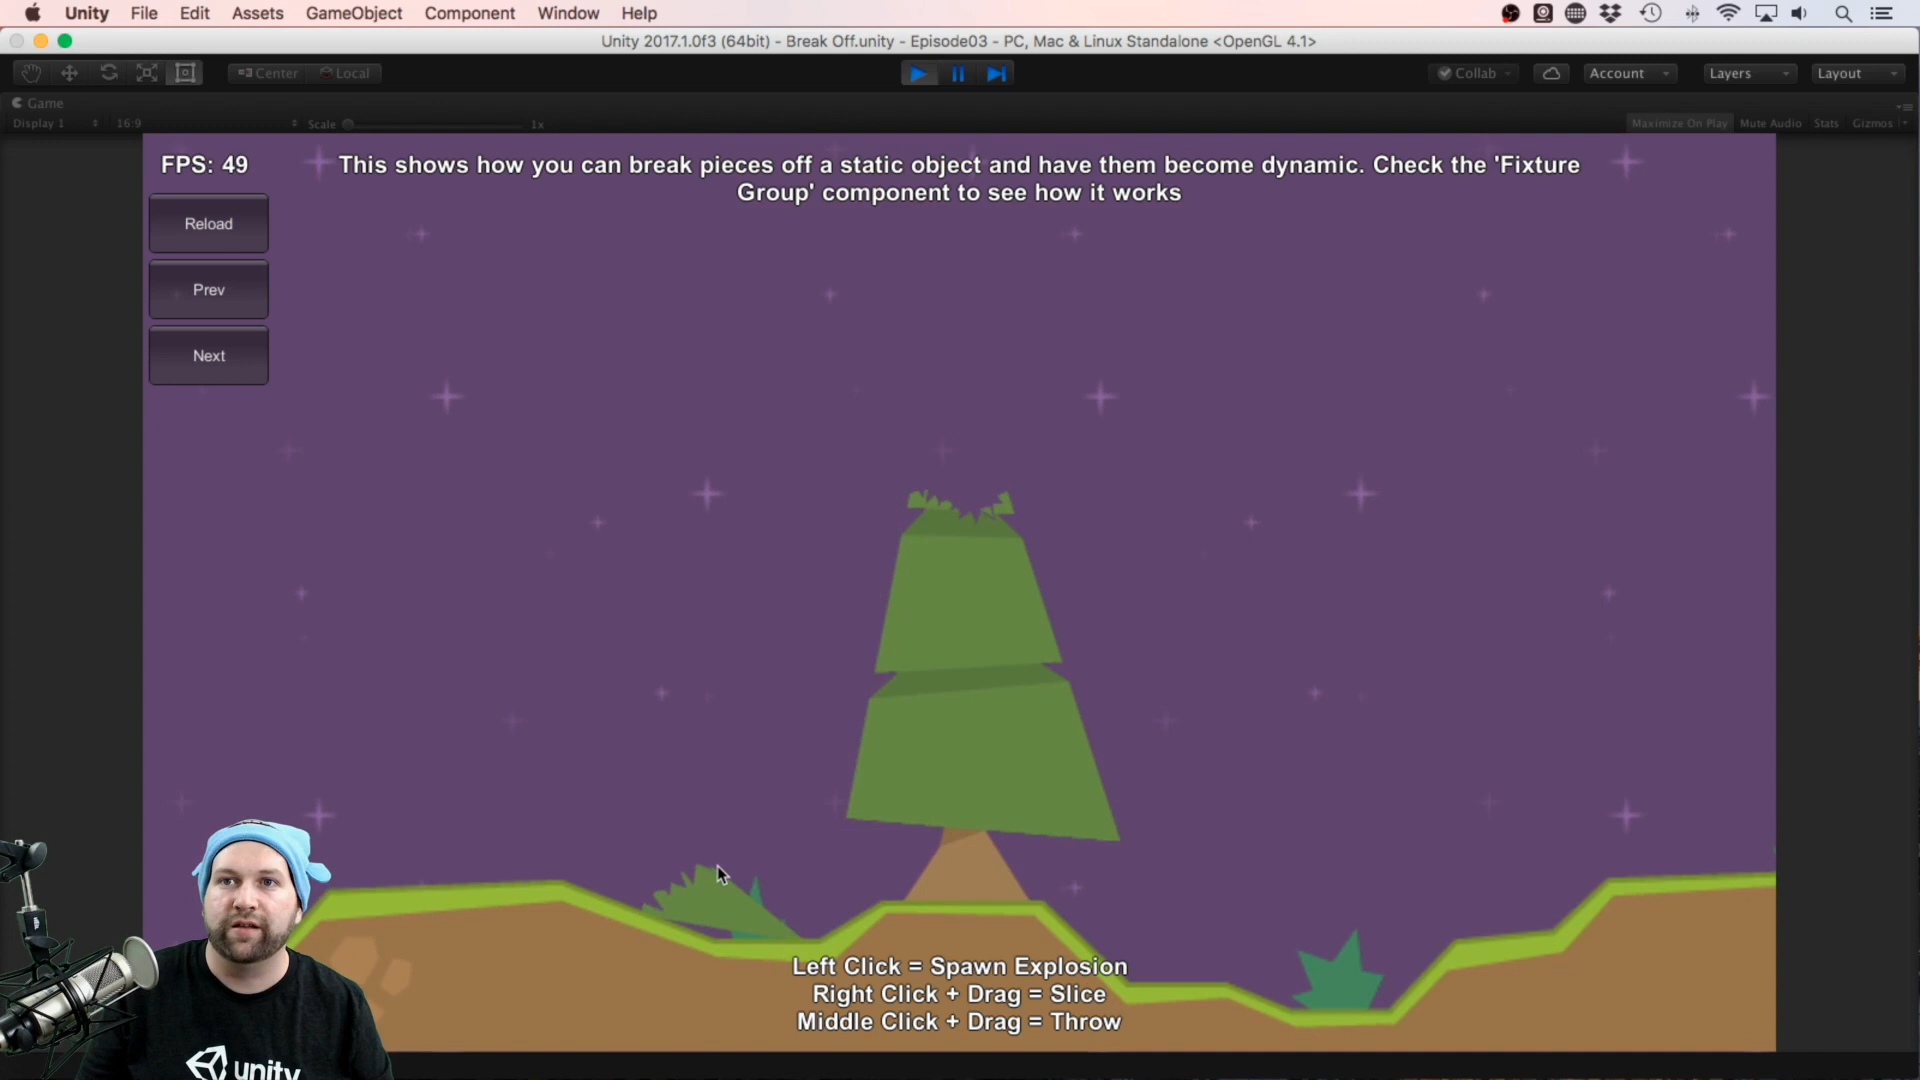 Unity File Edit Assets GameObject Component Window Help
Unity 2017.1.0f3 (64bit) - Break Off.unity - Episode03 - PC, Mac & Linux Standalone <OpenGL 4.1>
Center Local Collab Account Layers Layout
Game
Display 1 16:9 Scale 1x Maximize On Play Mute Audio Stats Gizmos
FPS: 49
This shows how you can break pieces off a static object and have them become dynamic. Check the 'Fixture
Group' component to see how it works
Reload
Prev
Next
Left Click = Spawn Explosion
Right Click + Drag = Slice
Middle Click + Drag = Throw
unity